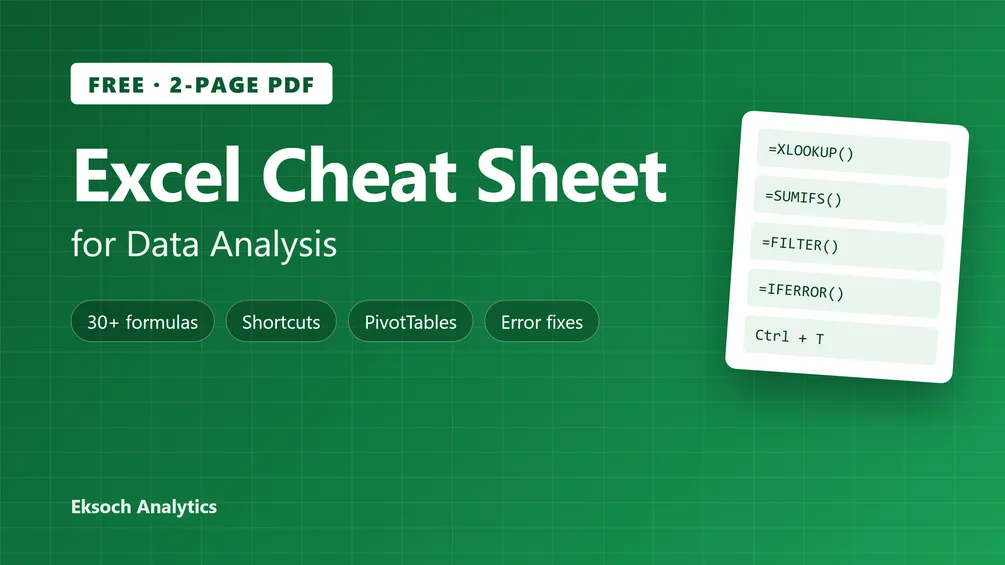 FREE · 2-PAGE PDF
Excel Cheat Sheet
for Data Analysis
30+ formulas
Shortcuts
PivotTables
Error fixes
=XLOOKUP()
=SUMIFS()
=FILTER()
=IFERROR()
Ctrl + T
Eksoch Analytics